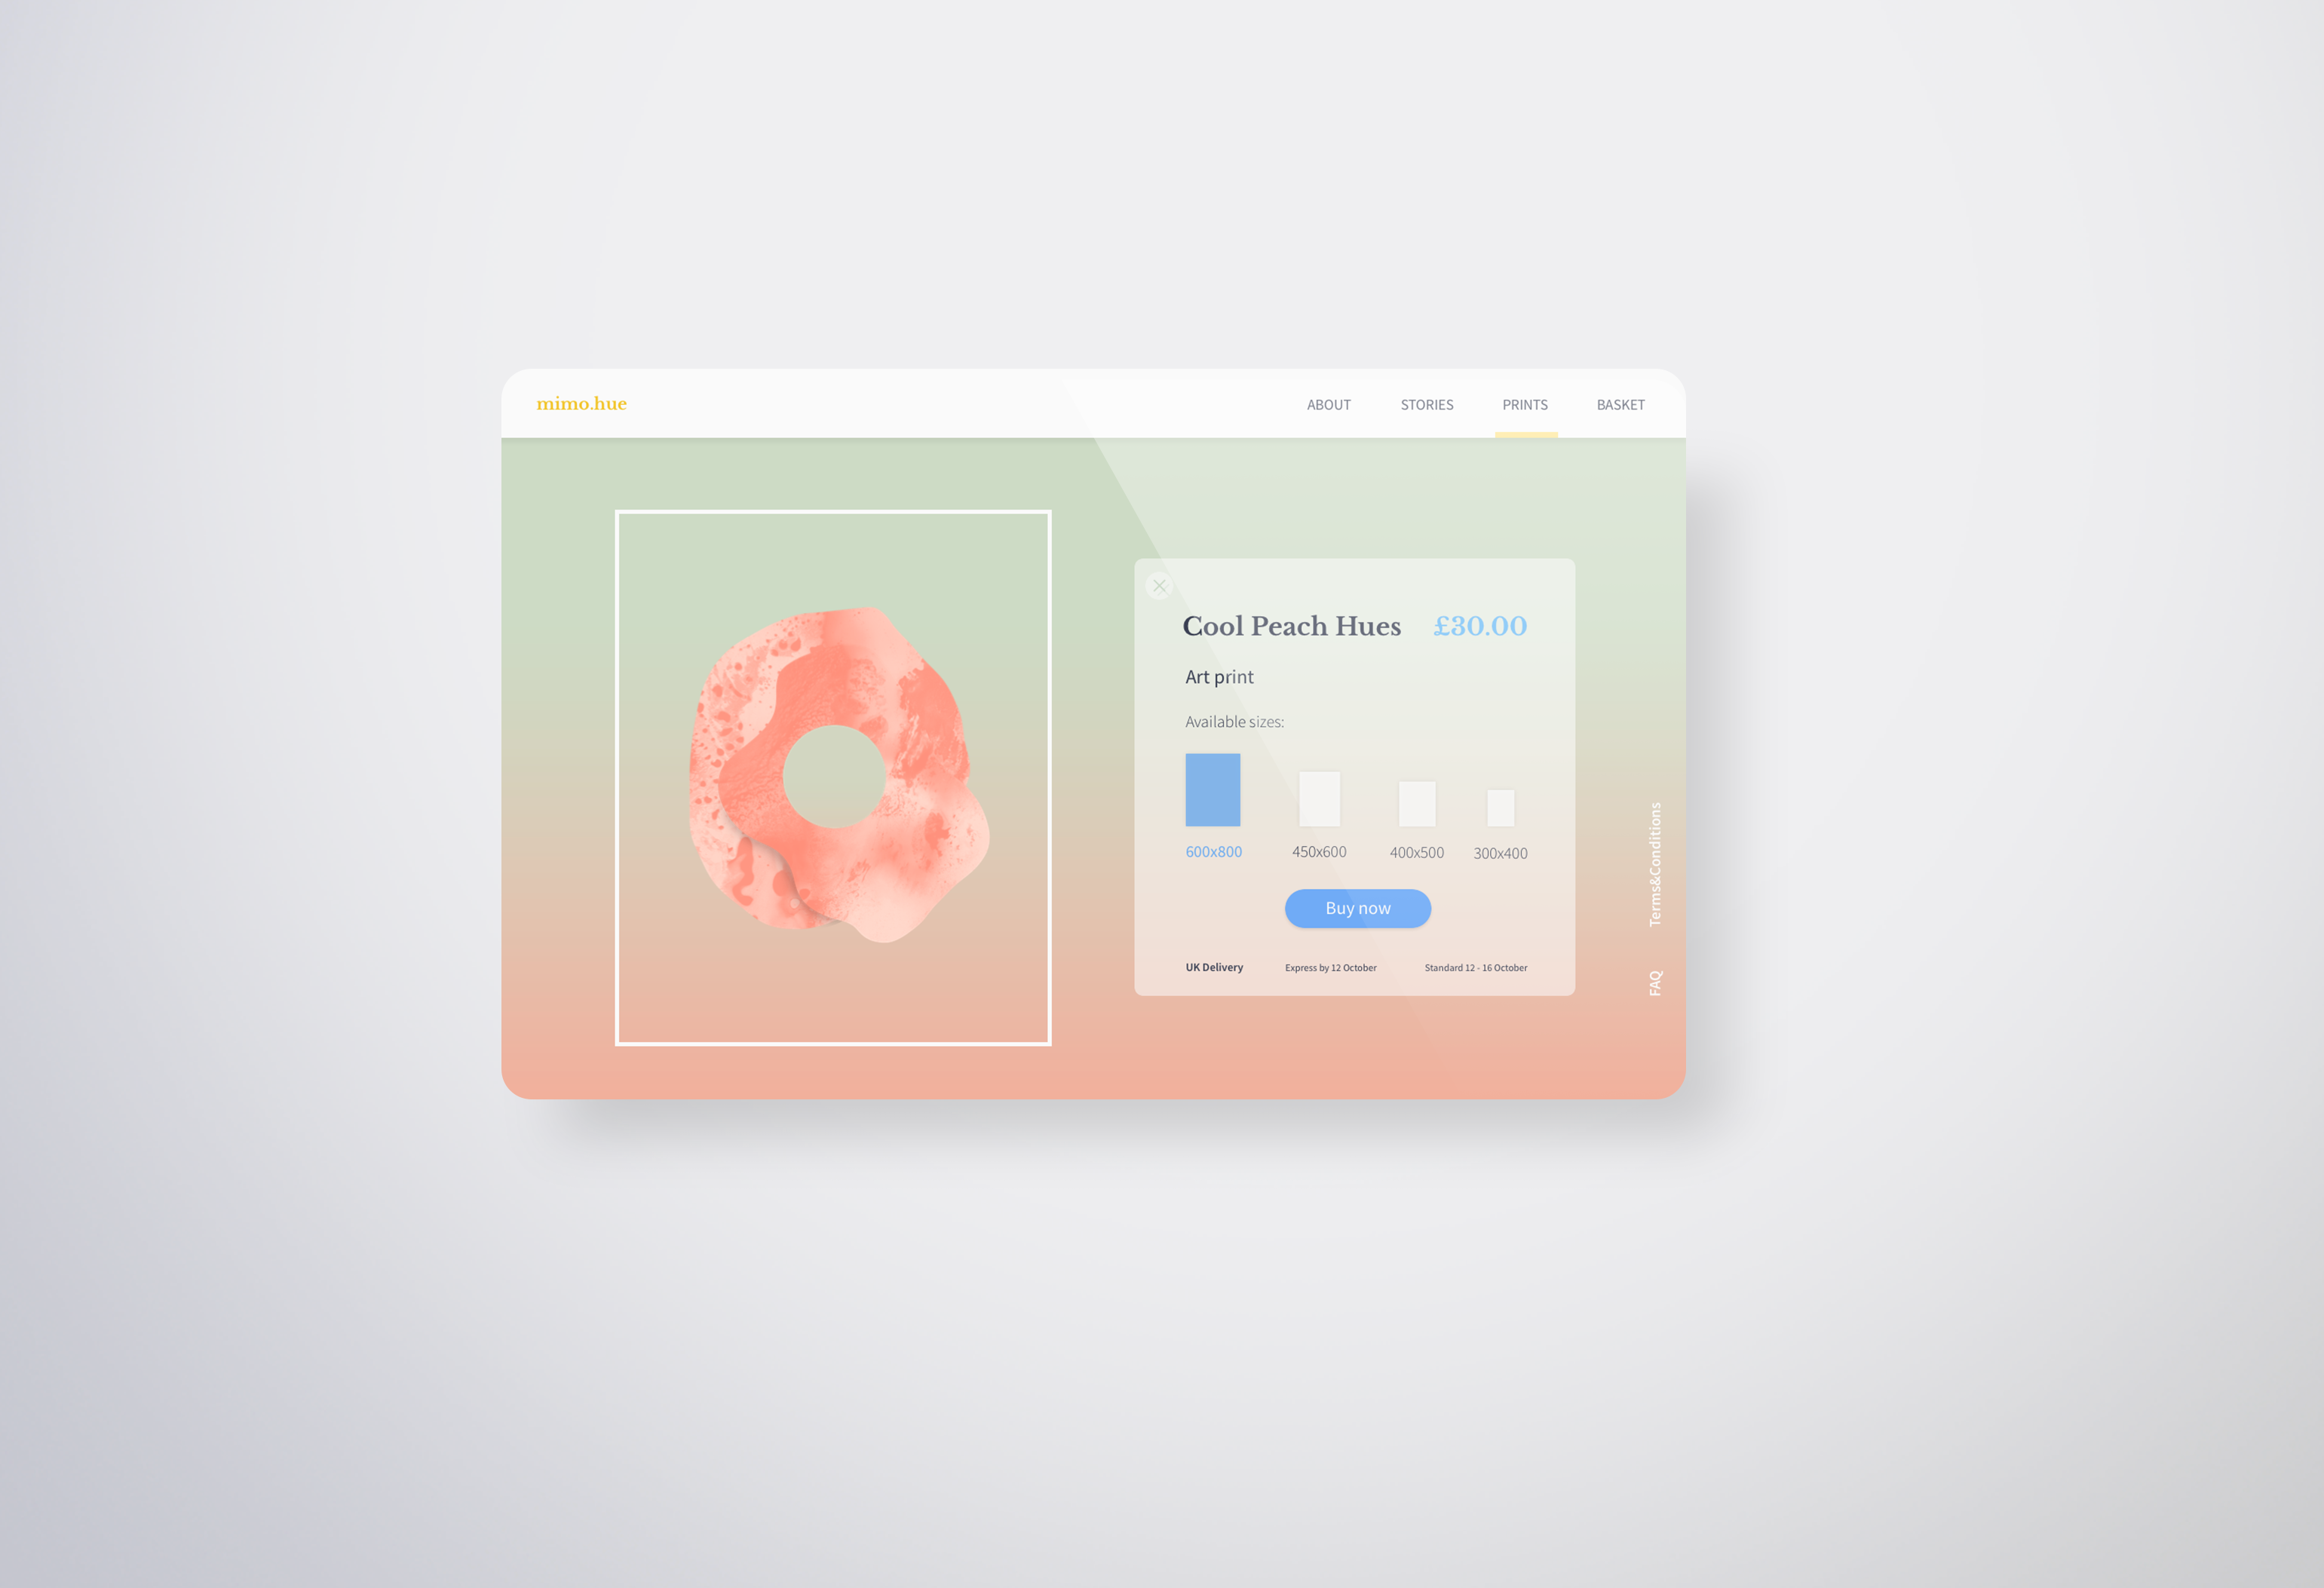 mimo.hue
ABOUT STORIES PRINTS BASKET
Cool Peach Hues £30.00
Art print
Available sizes:
600x800 450x600 400x500 300x400
Buy now
UK Delivery Express by 12 October Standard 12 - 16 October
Terms&Conditions
FAQ